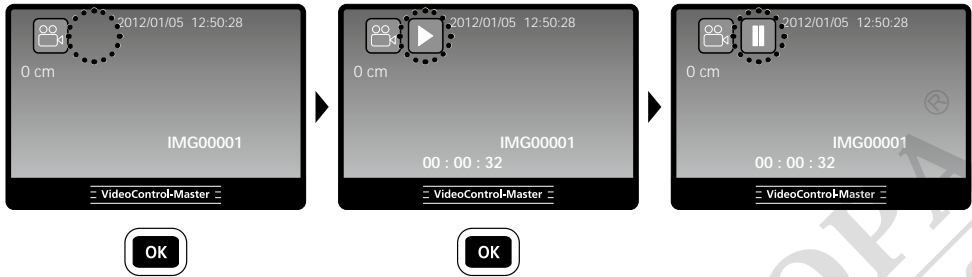 2012/01/05 12:50:28
0 cm
IMG00001
VideoControl-Master
OK
2012/01/05 12:50:28
0 cm
IMG00001
00 : 00 : 32
VideoControl-Master
OK
2012/01/05 12:50:28
0 cm
IMG00001
00 : 00 : 32
VideoControl-Master
OPA
®